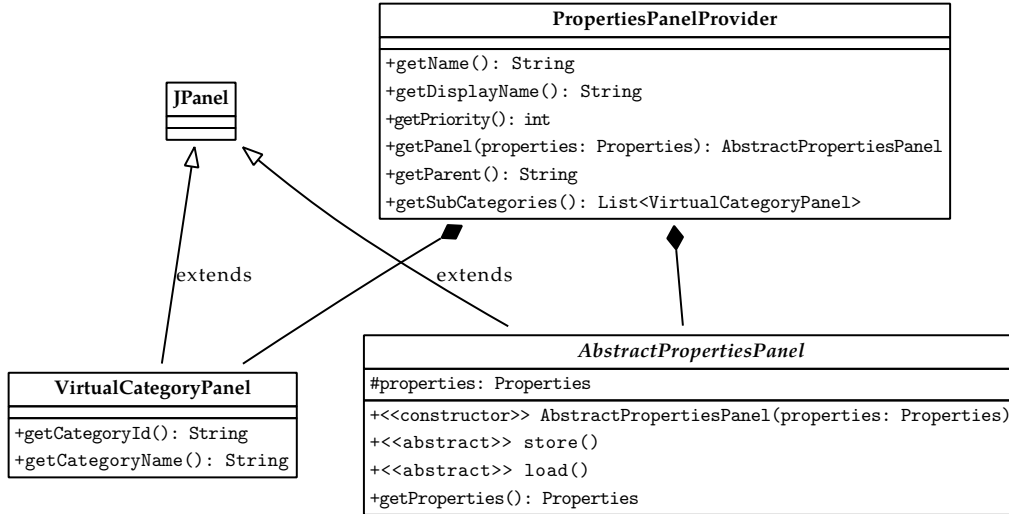 PropertiesPanelProvider
+getName(): String
+getDisplayName(): String
+getPriority(): int
+getPanel(properties: Properties): AbstractPropertiesPanel
+getParent(): String
+getSubCategories(): List<VirtualCategoryPanel>
JPanel
extends
extends
VirtualCategoryPanel
+getCategoryId(): String
+getCategoryName(): String
AbstractPropertiesPanel
#properties: Properties
+<<constructor>> AbstractPropertiesPanel(properties: Properties)
+<<abstract>> store()
+<<abstract>> load()
+getProperties(): Properties